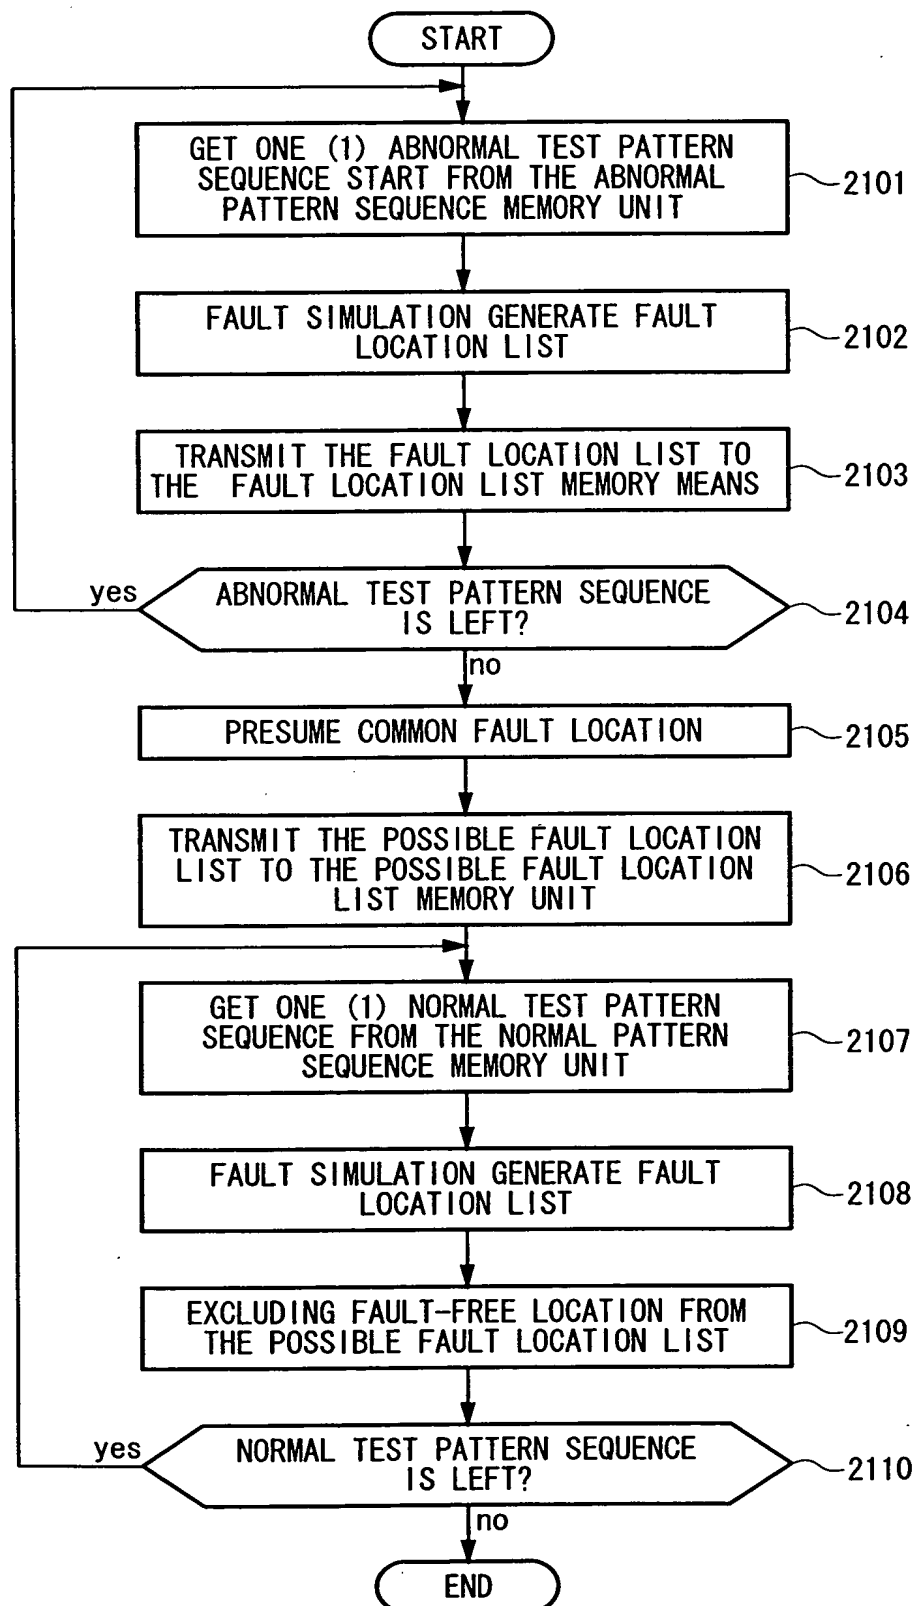 START
GET ONE (1) ABNORMAL TEST PATTERN
SEQUENCE START FROM THE ABNORMAL
PATTERN SEQUENCE MEMORY UNIT
2101
FAULT SIMULATION GENERATE FAULT
LOCATION LIST
2102
TRANSMIT THE FAULT LOCATION LIST TO
THE FAULT LOCATION LIST MEMORY MEANS
2103
yes
ABNORMAL TEST PATTERN SEQUENCE
IS LEFT?
2104
no
PRESUME COMMON FAULT LOCATION
2105
TRANSMIT THE POSSIBLE FAULT LOCATION
LIST TO THE POSSIBLE FAULT LOCATION
LIST MEMORY UNIT
2106
GET ONE (1) NORMAL TEST PATTERN
SEQUENCE FROM THE NORMAL PATTERN
SEQUENCE MEMORY UNIT
2107
FAULT SIMULATION GENERATE FAULT
LOCATION LIST
2108
EXCLUDING FAULT-FREE LOCATION FROM
THE POSSIBLE FAULT LOCATION LIST
2109
yes
NORMAL TEST PATTERN SEQUENCE
IS LEFT?
2110
no
END